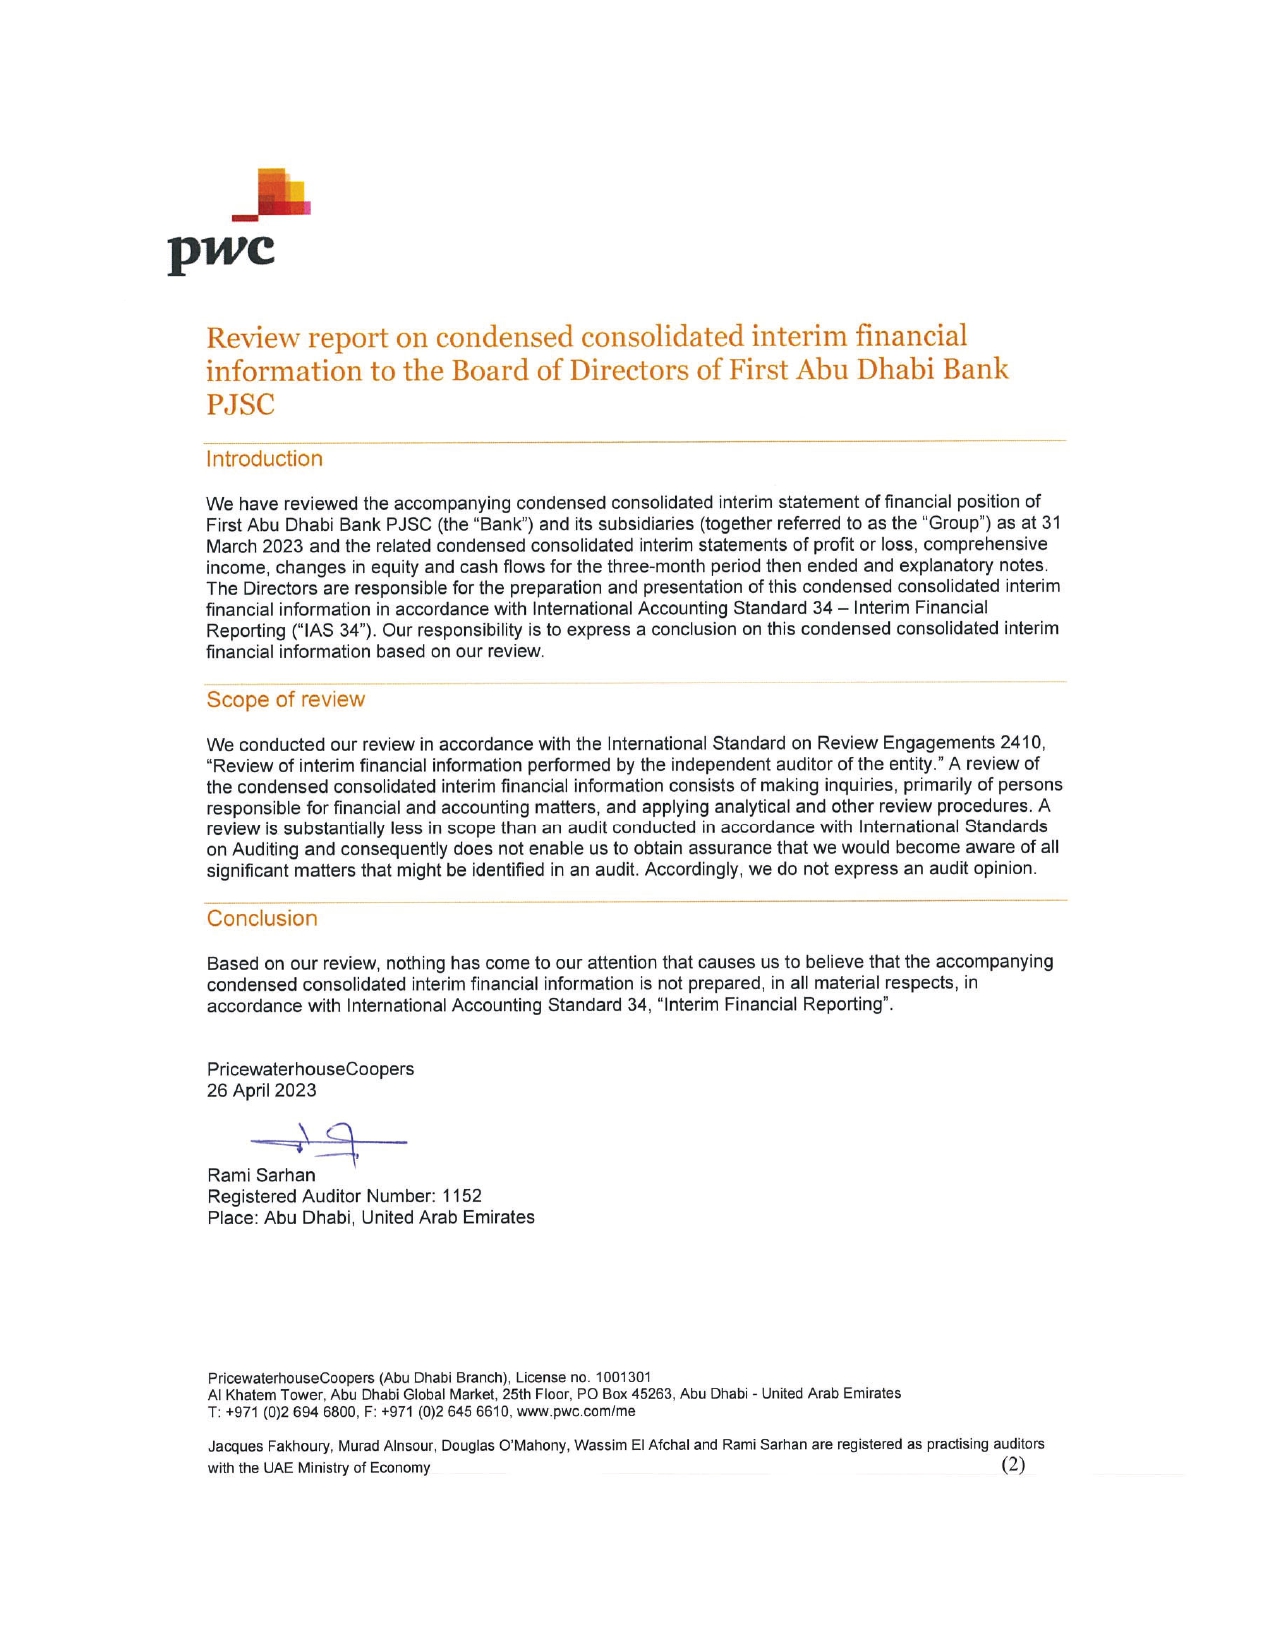 pwc
Review report on condensed consolidated interim financial
information to the Board of Directors of First Abu Dhabi Bank
PJSC
Introduction
We have reviewed the accompanying condensed consolidated interim statement of financial position of
First Abu Dhabi Bank PJSC (the “Bank”) and its subsidiaries (together referred to as the “Group”) as at 31
March 2023 and the related condensed consolidated interim statements of profit or loss, comprehensive
income, changes in equity and cash flows for the three-month period then ended and explanatory notes.
The Directors are responsible for the preparation and presentation of this condensed consolidated interim
financial information in accordance with International Accounting Standard 34 – Interim Financial
Reporting (“IAS 34”). Our responsibility is to express a conclusion on this condensed consolidated interim
financial information based on our review.
Scope of review
We conducted our review in accordance with the International Standard on Review Engagements 2410,
“Review of interim financial information performed by the independent auditor of the entity.” A review of
the condensed consolidated interim financial information consists of making inquiries, primarily of persons
responsible for financial and accounting matters, and applying analytical and other review procedures. A
review is substantially less in scope than an audit conducted in accordance with International Standards
on Auditing and consequently does not enable us to obtain assurance that we would become aware of all
significant matters that might be identified in an audit. Accordingly, we do not express an audit opinion.
Conclusion
Based on our review, nothing has come to our attention that causes us to believe that the accompanying
condensed consolidated interim financial information is not prepared, in all material respects, in
accordance with International Accounting Standard 34, “Interim Financial Reporting”.
PricewaterhouseCoopers
26 April 2023
Rami Sarhan
Registered Auditor Number: 1152
Place: Abu Dhabi, United Arab Emirates
PricewaterhouseCoopers (Abu Dhabi Branch), License no. 1001301
Al Khatem Tower, Abu Dhabi Global Market, 25th Floor, PO Box 45263, Abu Dhabi - United Arab Emirates
T: +971 (0)2 694 6800, F: +971 (0)2 645 6610, www.pwc.com/me
Jacques Fakhoury, Murad Alnsour, Douglas O'Mahony, Wassim El Afchal and Rami Sarhan are registered as practising auditors
with the UAE Ministry of Economy
(2)